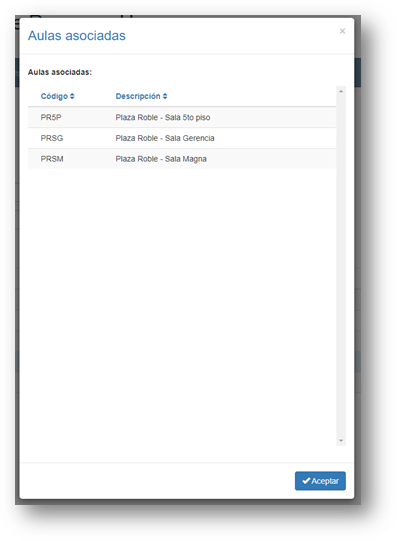 Aulas asociadas
×
Aulas asociadas:
Código Descripción
PR5P Plaza Roble - Sala 5to piso
PRSG Plaza Roble - Sala Gerencia
PRSM Plaza Roble - Sala Magna
Aceptar